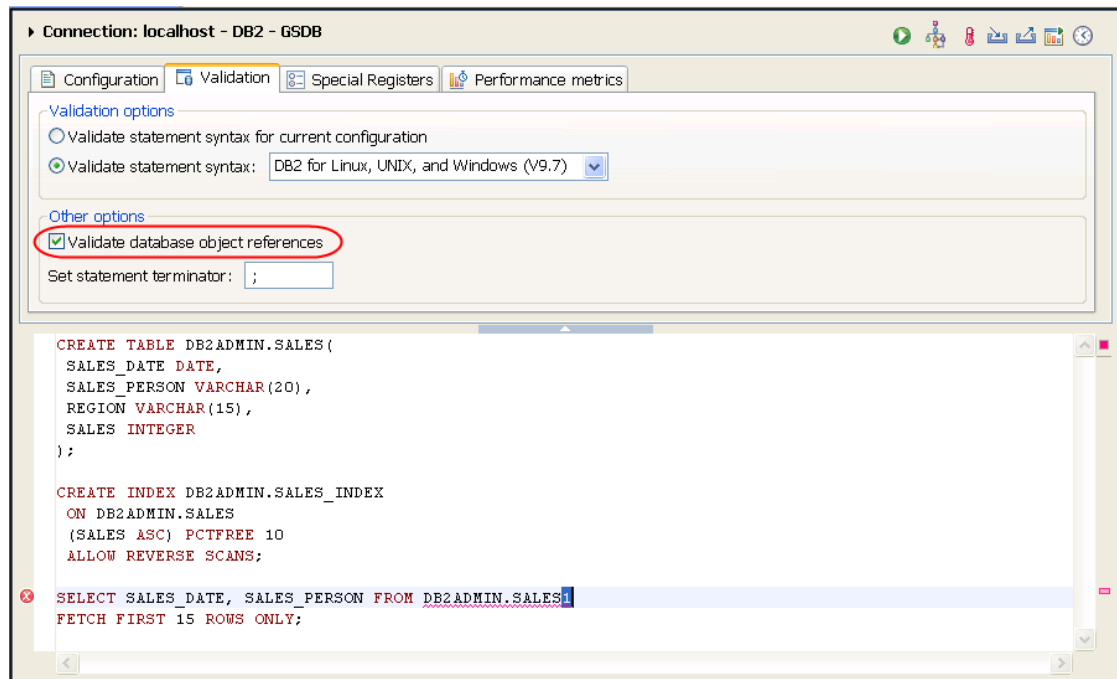 Connection: localhost - DB2 - GSDB
Configuration Validation Special Registers Performance metrics
Validation options
Validate statement syntax for current configuration
Validate statement syntax: DB2 for Linux, UNIX, and Windows (V9.7)
Other options
Validate database object references
Set statement terminator: ;
CREATE TABLE DB2ADMIN.SALES(
SALES_DATE DATE,
SALES_PERSON VARCHAR(20),
REGION VARCHAR(15),
SALES INTEGER
);
CREATE INDEX DB2ADMIN.SALES_INDEX
ON DB2ADMIN.SALES
(SALES ASC) PCTFREE 10
ALLOW REVERSE SCANS;
SELECT SALES_DATE, SALES_PERSON FROM DB2ADMIN.SALES1
FETCH FIRST 15 ROWS ONLY;